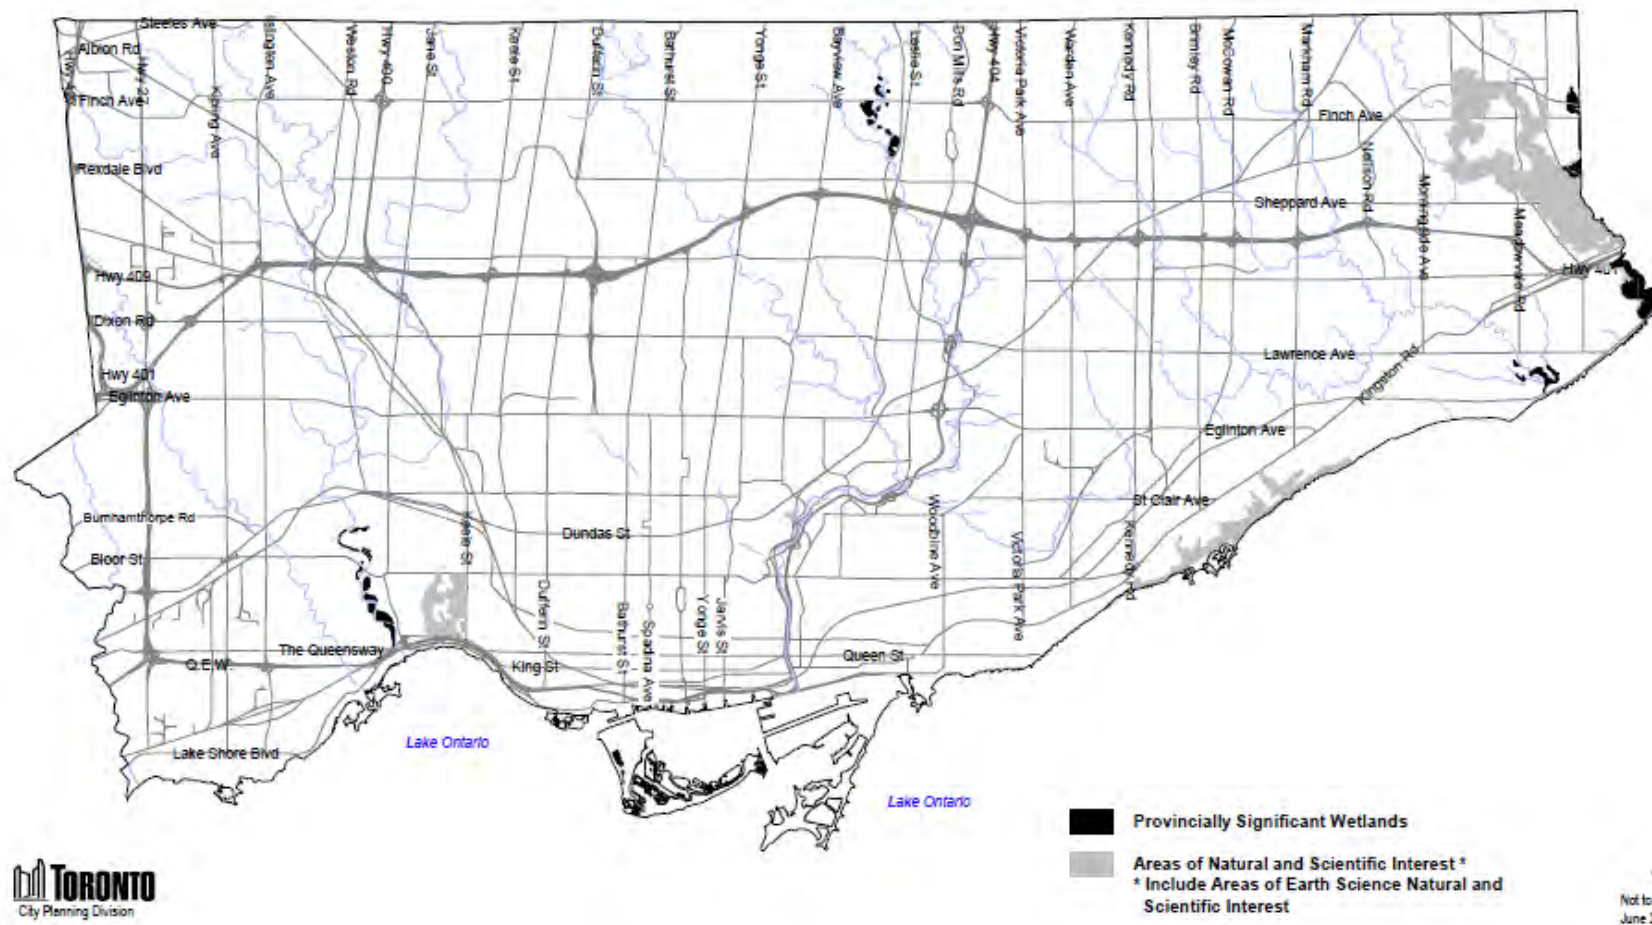 Steeles Ave
Albion Rd
Hwy 427
Hwy 27
Finch Ave
Kipling Ave
Islington Ave
Weston Rd
Hwy 400
Jane St
Keele St
Dufferin St
Bathurst St
Yonge St
Bayview Ave
Leslie St
Don Mills Rd
Hwy 404
Victoria Park Ave
Warden Ave
Kennedy Rd
Brimley Rd
McCowan Rd
Markham Rd
Finch Ave
Neilson Rd
Morningside Ave
Meadowvale Rd
Rexdale Blvd
Sheppard Ave
Hwy 409
Hwy 401
Dixon Rd
Lawrence Ave
Kingston Rd
Hwy 401
Eglinton Ave
Eglinton Ave
St Clair Ave
Burnhamthorpe Rd
Bloor St
Keele St
Dundas St
Woodbine Ave
Victoria Park Ave
Kennedy Rd
Dufferin St
Bathurst St
Spadina Ave
Yonge St
Jarvis St
The Queensway
Q.E.W.
King St
Queen St
Lake Shore Blvd
Lake Ontario
Lake Ontario
Provincially Significant Wetlands
Areas of Natural and Scientific Interest *
* Include Areas of Earth Science Natural and
Scientific Interest
TORONTO
City Planning Division
Not to
June